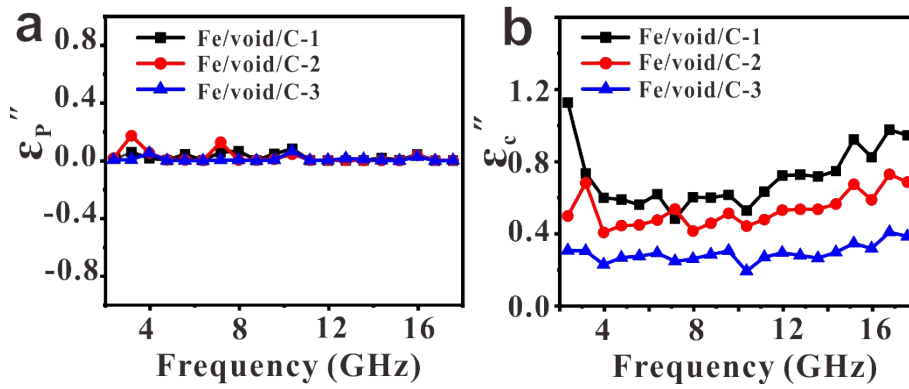 a
0.8
0.4
0.0
-0.4
-0.8
εP″
Fe/void/C-1
Fe/void/C-2
Fe/void/C-3
4
8
12
16
Frequency (GHz)
b
1.2
0.8
0.4
0.0
εc″
Fe/void/C-1
Fe/void/C-2
Fe/void/C-3
4
8
12
16
Frequency (GHz)